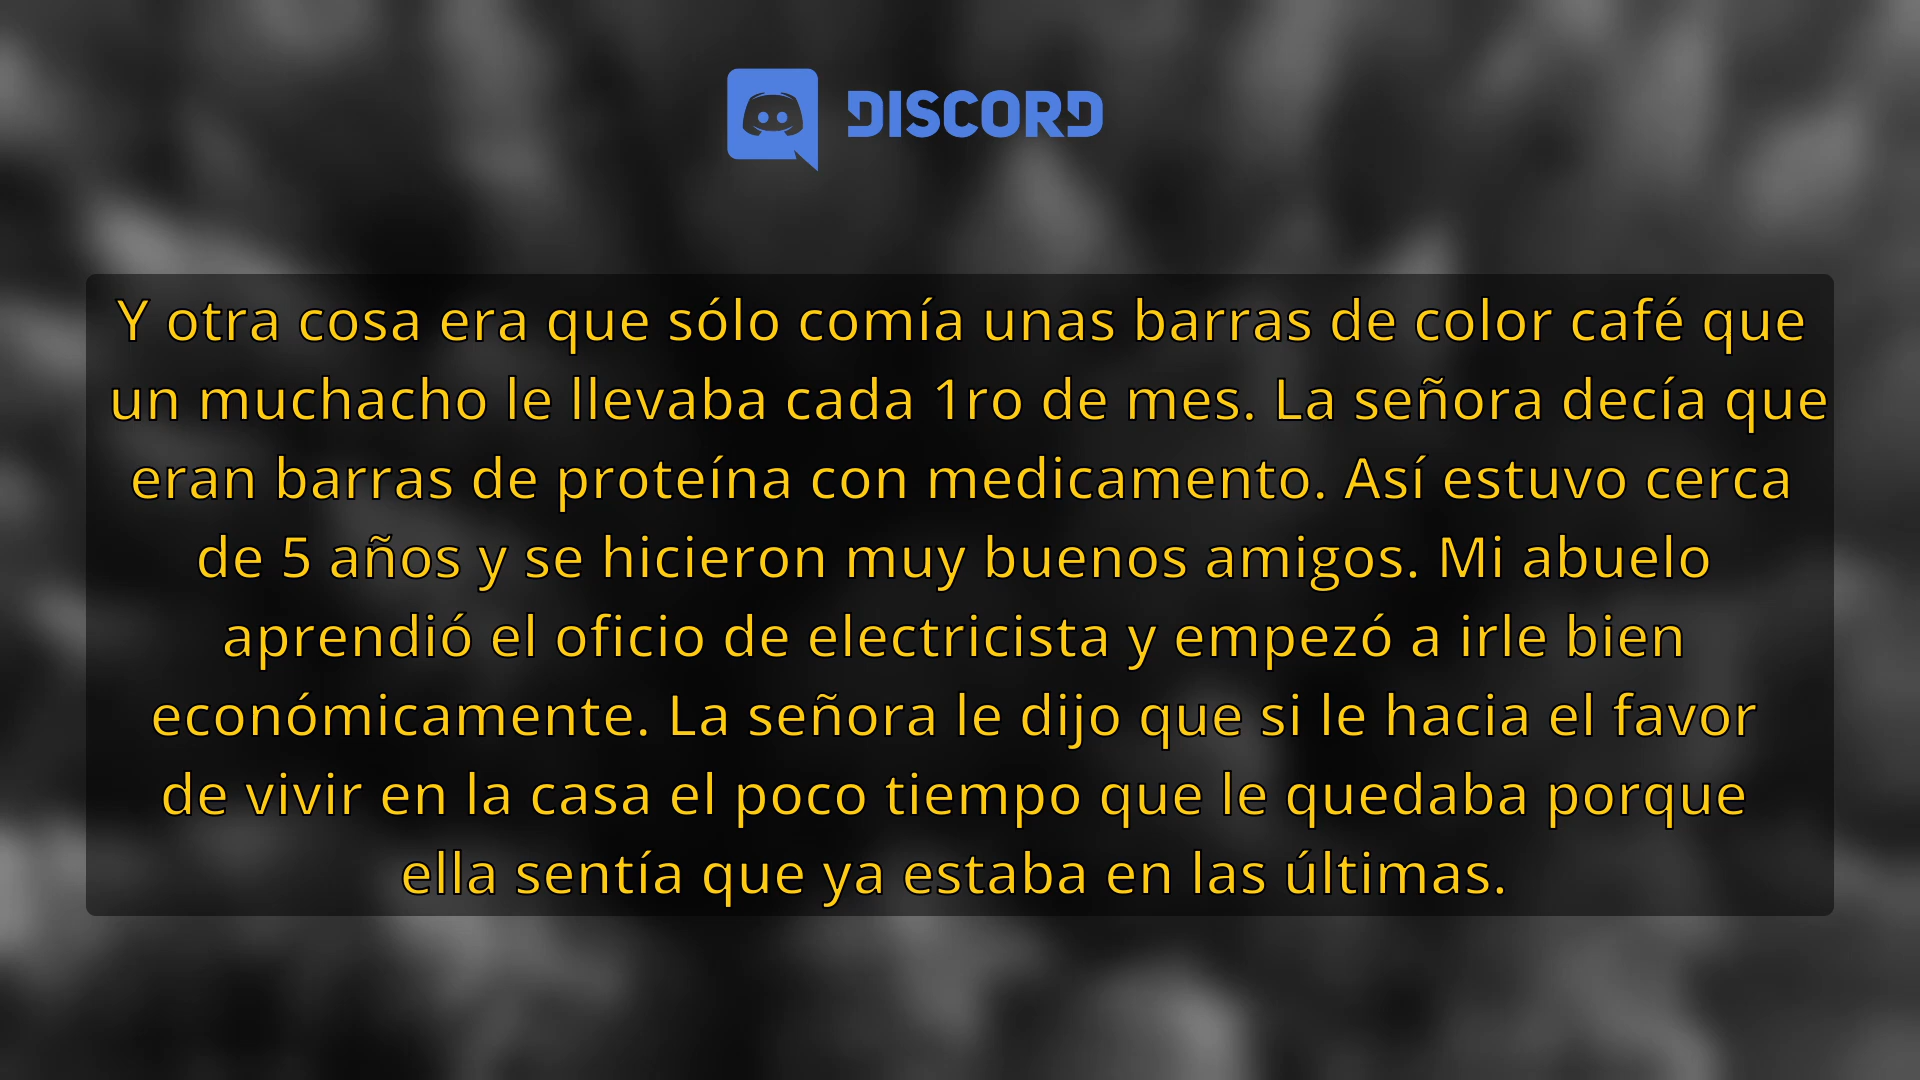 DISCORD
Y otra cosa era que sólo comía unas barras de color café que
un muchacho le llevaba cada 1ro de mes. La señora decía que
eran barras de proteína con medicamento. Así estuvo cerca
de 5 años y se hicieron muy buenos amigos. Mi abuelo
aprendió el oficio de electricista y empezó a irle bien
económicamente. La señora le dijo que si le hacia el favor
de vivir en la casa el poco tiempo que le quedaba porque
ella sentía que ya estaba en las últimas.